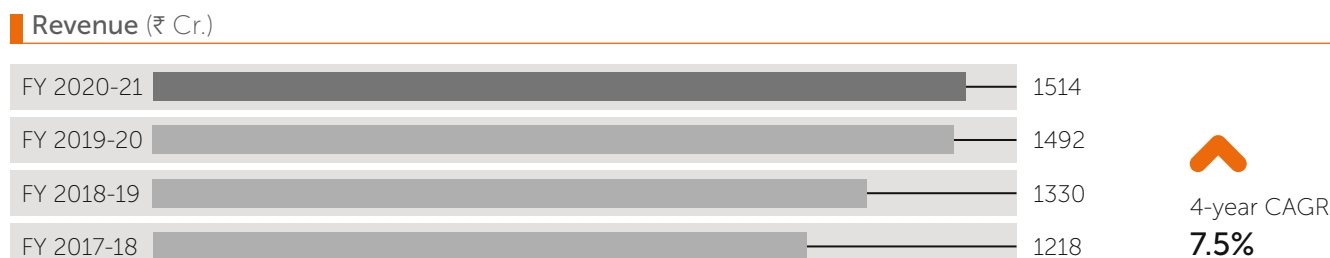 Revenue (₹ Cr.)
FY 2020-21 1514
FY 2019-20 1492
FY 2018-19 1330
FY 2017-18 1218
4-year CAGR
7.5%